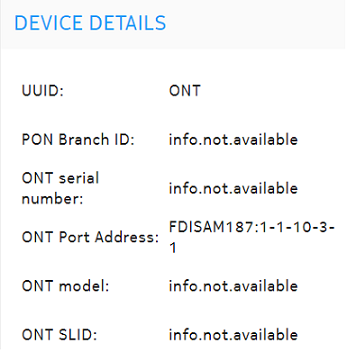 DEVICE DETAILS
UUID: ONT
PON Branch ID: info.not.available
ONT serial
number: info.not.available
ONT Port Address: FDISAM187:1-1-10-3-
1
ONT model: info.not.available
ONT SLID: info.not.available